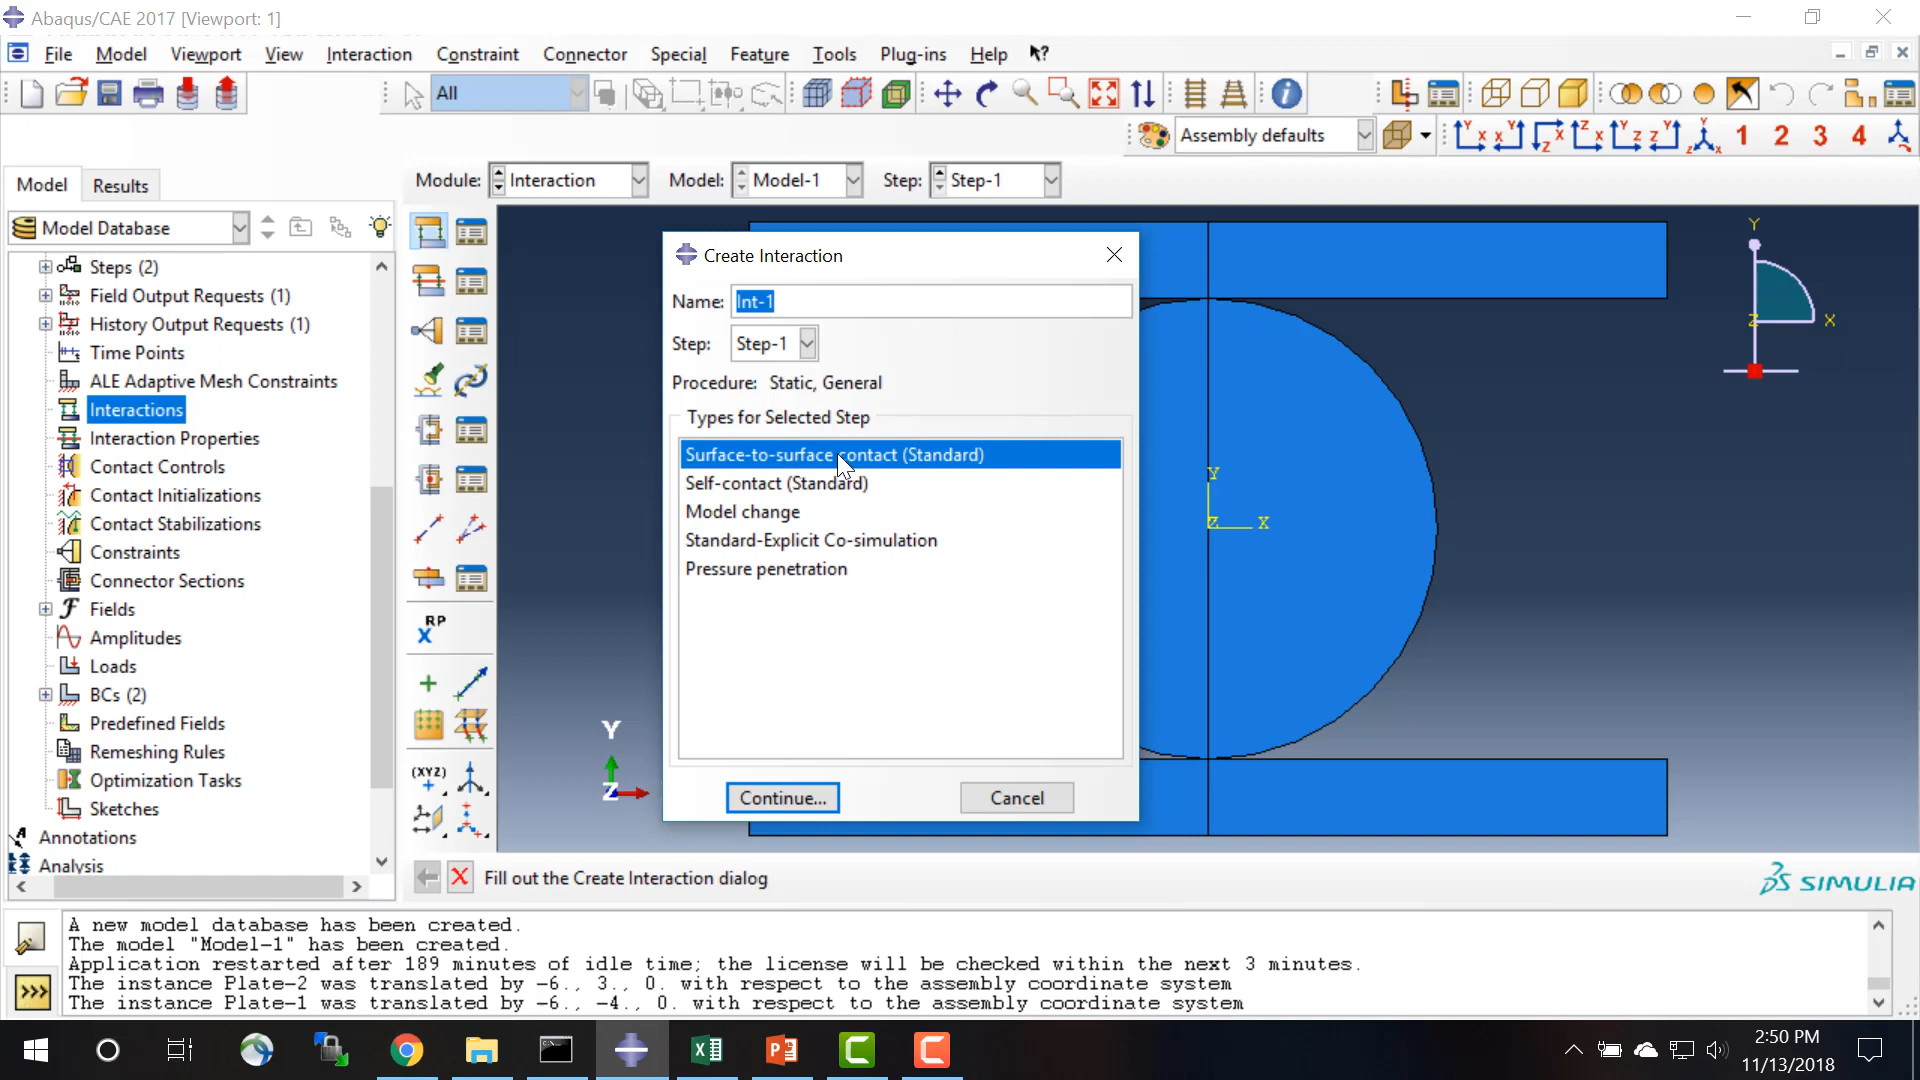 Abaqus/CAE 2017 [Viewport: 1]
File Model Viewport View Interaction Constraint Connector Special Feature Tools Plug-ins Help
All
Assembly defaults
1 2 3 4
Model Results
Module: Interaction Model: Model-1 Step: Step-1
Model Database
Steps (2)
Field Output Requests (1)
History Output Requests (1)
Time Points
ALE Adaptive Mesh Constraints
Interactions
Interaction Properties
Contact Controls
Contact Initializations
Contact Stabilizations
Constraints
Connector Sections
Fields
Amplitudes
Loads
BCs (2)
Predefined Fields
Remeshing Rules
Optimization Tasks
Sketches
Annotations
Analysis
RP
(XYZ)
Create Interaction
Name: Int-1
Step: Step-1
Procedure: Static, General
Types for Selected Step
Surface-to-surface contact (Standard)
Self-contact (Standard)
Model change
Standard-Explicit Co-simulation
Pressure penetration
Continue...
Cancel
Y
Z
X
Y
Z
X
Y
Z
Fill out the Create Interaction dialog
SIMULIA
A new model database has been created.
The model "Model-1" has been created.
Application restarted after 189 minutes of idle time; the license will be checked within the next 3 minutes.
The instance Plate-2 was translated by -6., 3., 0. with respect to the assembly coordinate system
The instance Plate-1 was translated by -6., -4., 0. with respect to the assembly coordinate system
2:50 PM
11/13/2018